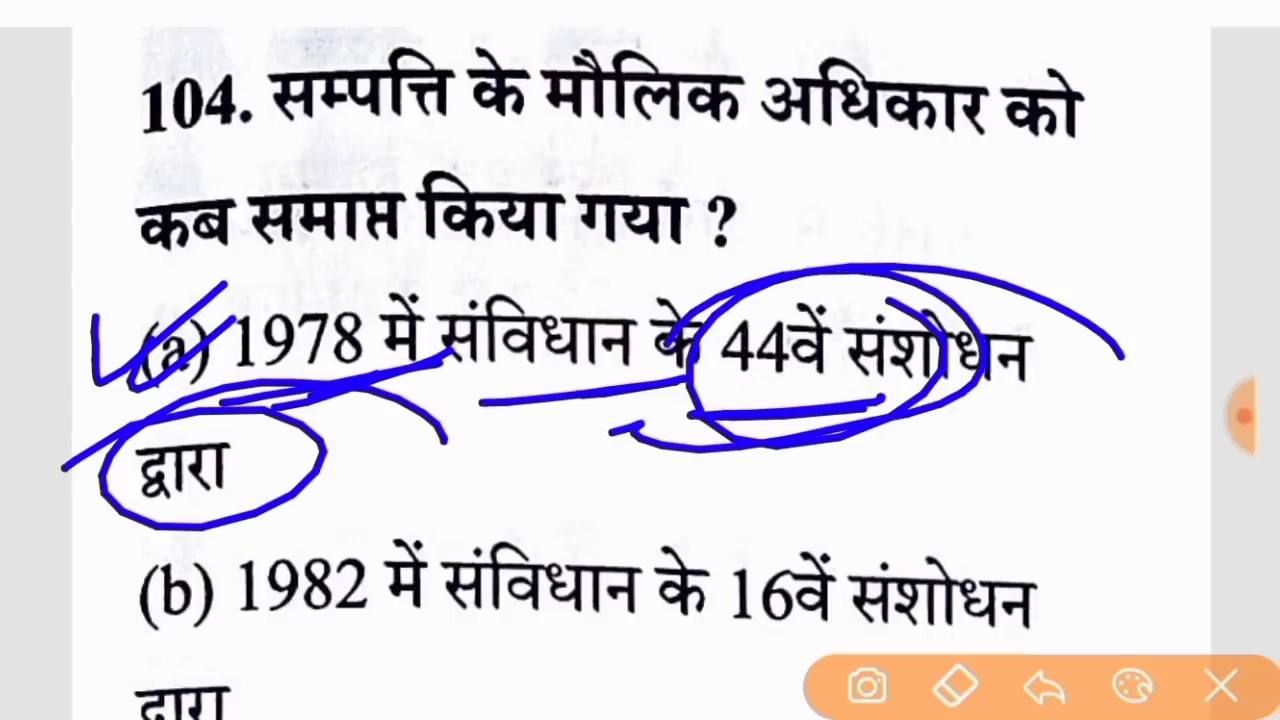 104. सम्पत्ति के मौलिक अधिकार को
कब समाप्त किया गया ?
(a) 1978 में संविधान के 44वें संशोधन
द्वारा
(b) 1982 में संविधान के 16वें संशोधन
द्वारा